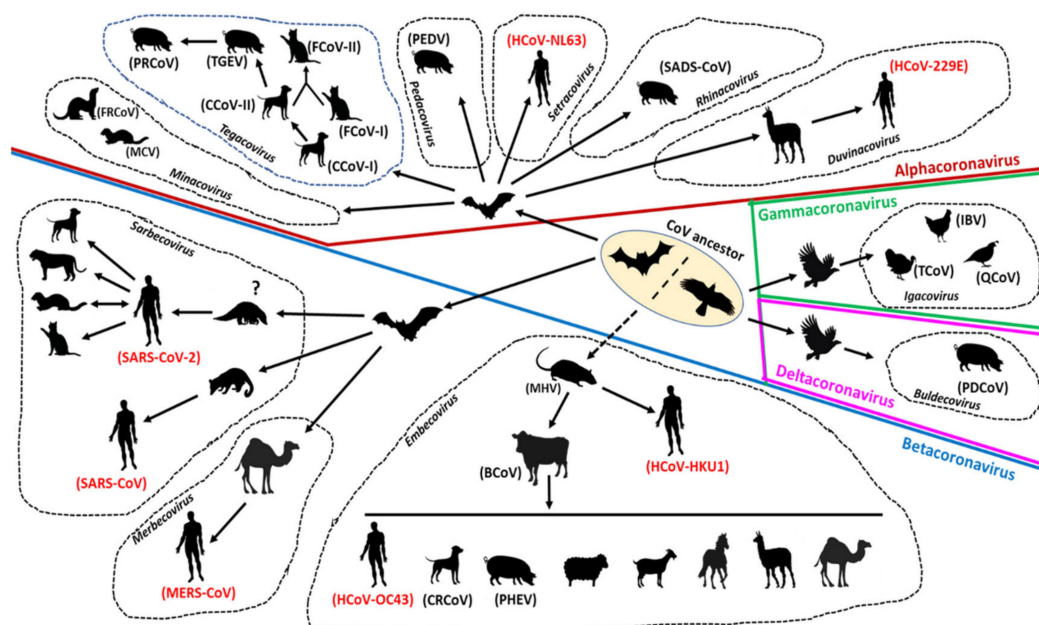 (PRCoV)
(TGEV)
(FCoV-II)
(CCoV-II)
(FCoV-I)
(CCoV-I)
Tegacovirus
(FRCoV)
(MCV)
Minacovirus
(PEDV)
Pedacovirus
(HCoV-NL63)
Setracovirus
(SADS-CoV)
Rhinacovirus
(HCoV-229E)
Duvinacovirus
Alphacoronavirus
Gammacoronavirus
CoV ancestor
(IBV)
(TCoV)
(QCoV)
Igacovirus
Sarbecovirus
?
(SARS-CoV-2)
(SARS-CoV)
(PDCoV)
Buldecovirus
Deltacoronavirus
Betacoronavirus
Embecovirus
(MHV)
(BCoV)
(HCoV-HKU1)
Merbecovirus
(MERS-CoV)
(HCoV-OC43)
(CRCoV)
(PHEV)